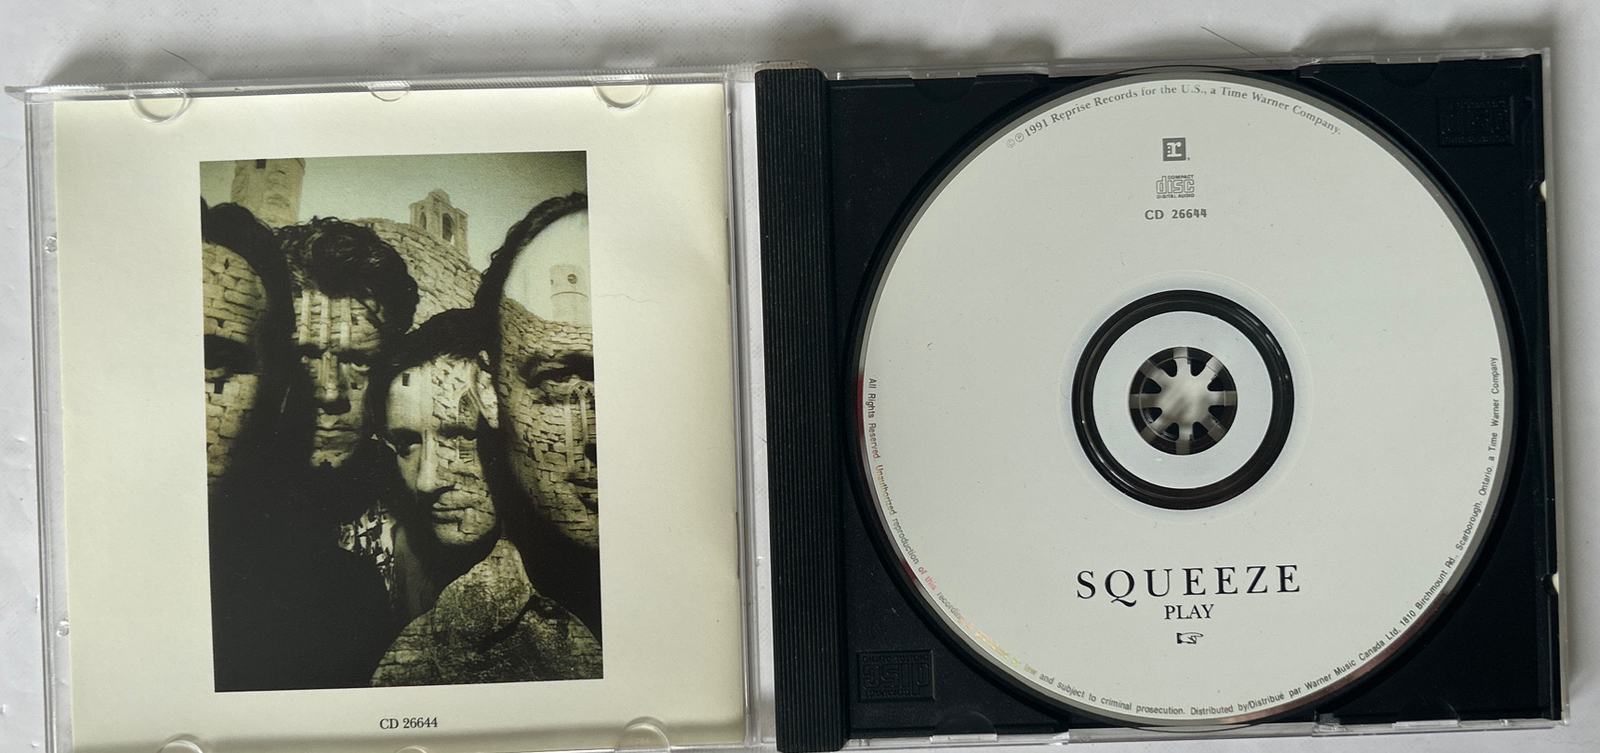 CD 26644
℗©1991 Reprise Records for the U.S., a Time Warner Company.
r
COMPACT
disc
DIGITAL AUDIO
CD 26644
SQUEEZE
PLAY
All Rights Reserved. Unauthorized reproduction of this recording is prohibited by law and subject to criminal prosecution. Distributed by/Distribué par Warner Music Canada Ltd. 1810 Birchmount Rd., Scarborough, Ontario, a Time Warner Company